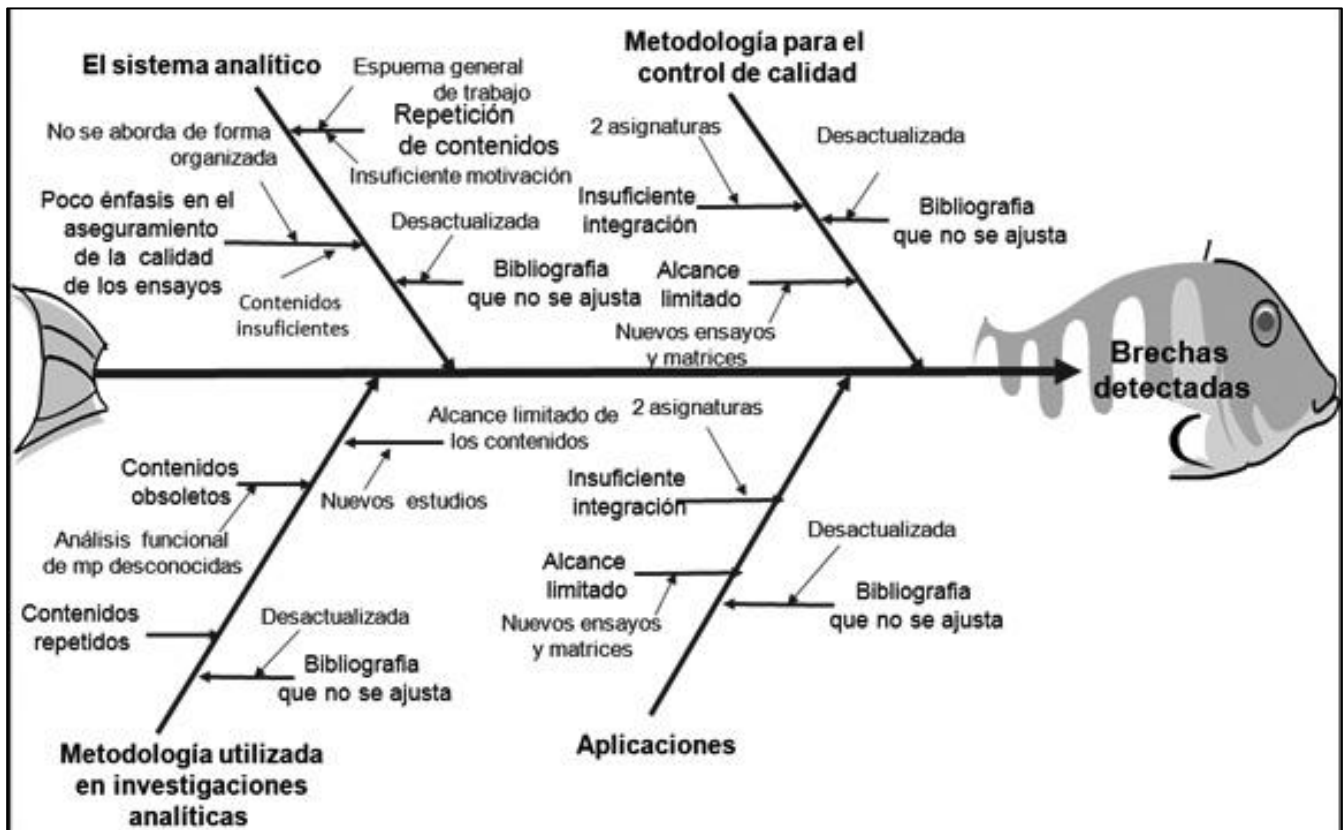 El sistema analítico
Espuema general
de trabajo
Repetición
de contenidos
Insuficiente motivación
No se aborda de forma
organizada
Poco énfasis en el
aseguramiento
de la calidad
de los ensayos
Contenidos
insuficientes
Desactualizada
Bibliografia
que no se ajusta
Metodología para el
control de calidad
2 asignaturas
Insuficiente
integración
Desactualizada
Bibliografia
que no se ajusta
Alcance
limitado
Nuevos ensayos
y matrices
Brechas
detectadas
Alcance limitado de
los contenidos
Nuevos estudios
Contenidos
obsoletos
Análisis funcional
de mp desconocidas
Contenidos
repetidos
Desactualizada
Bibliografia
que no se ajusta
Metodología utilizada
en investigaciones
analíticas
2 asignaturas
Insuficiente
integración
Alcance
limitado
Nuevos ensayos
y matrices
Desactualizada
Bibliografia
que no se ajusta
Aplicaciones